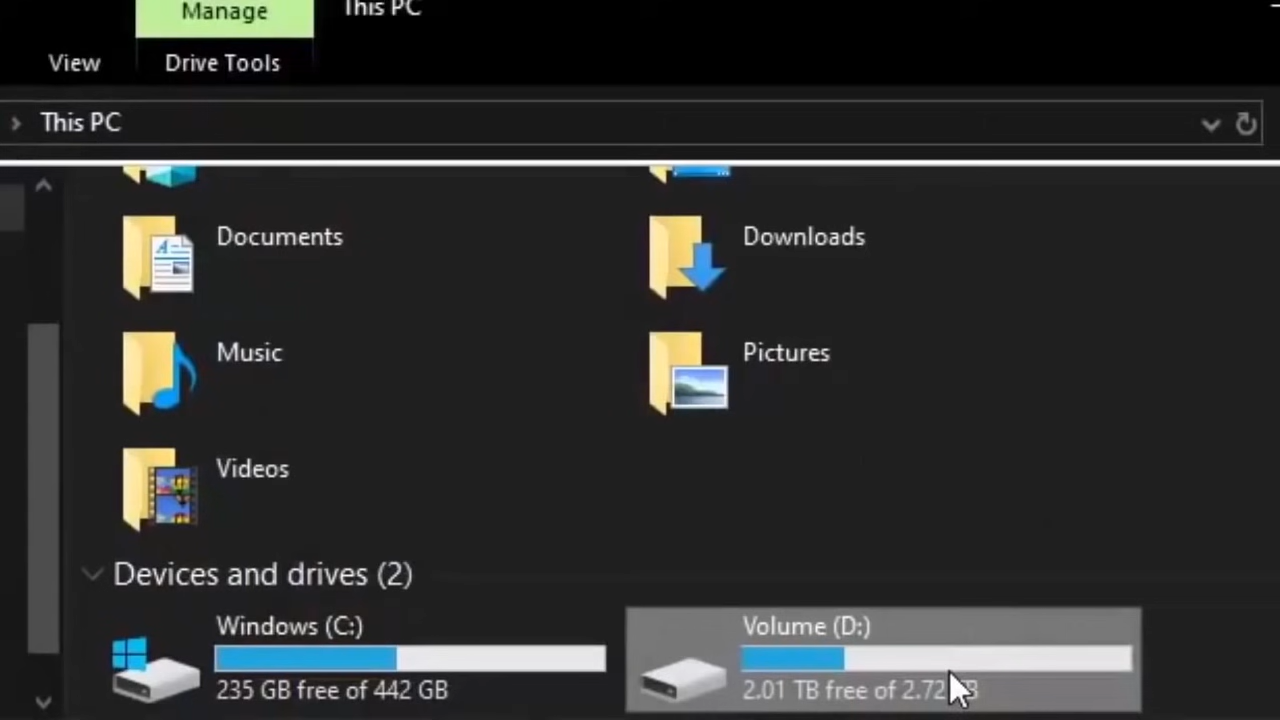 Manage
This PC
View
Drive Tools
This PC
Documents
Downloads
Music
Pictures
Videos
Devices and drives (2)
Windows (C:)
235 GB free of 442 GB
Volume (D:)
2.01 TB free of 2.72